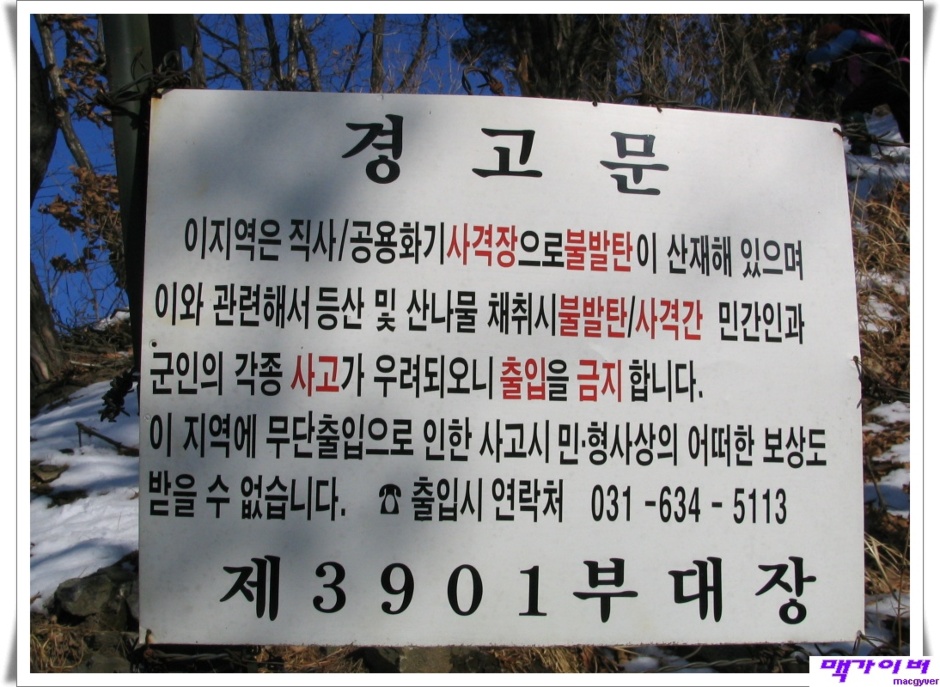 경고문
이지역은 직사/공용화기사격장으로불발탄이 산재해 있으며
이와 관련해서 등산 및 산나물 채취시불발탄/사격간 민간인과
군인의 각종 사고가 우려되오니 출입을 금지합니다.
이 지역에 무단출입으로 인한 사고시 민·형사상의 어떠한 보상도
받을 수 없습니다. ☎ 출입시 연락처 031 -634 - 5113
제3901부대장
맥가이버
macgyver